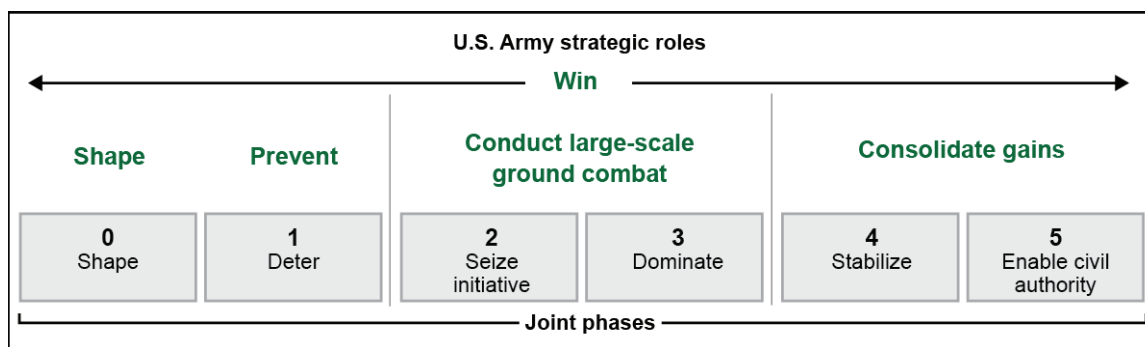 U.S. Army strategic roles
Win
Shape
Prevent
Conduct large-scale
ground combat
Consolidate gains
0
Shape
1
Deter
2
Seize
initiative
3
Dominate
4
Stabilize
5
Enable civil
authority
Joint phases